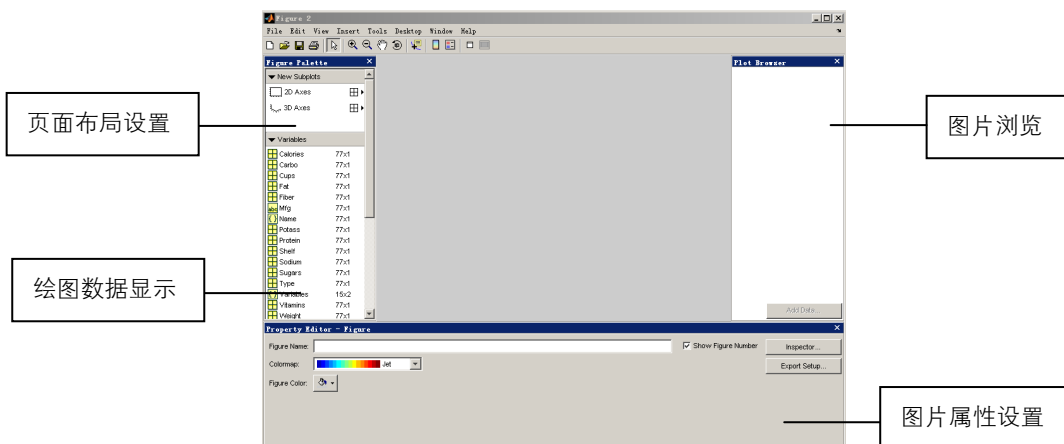 Figure 2
File Edit View Insert Tools Desktop Window Help
Figure Palette
Plot Browser
New Subplots
2D Axes
3D Axes
页面布局设置
图片浏览
Variables
Calories 77x1
Carbo 77x1
Cups 77x1
Fat 77x1
Fiber 77x1
abc Mfg 77x1
{} Name 77x1
Potass 77x1
Protein 77x1
Shelf 77x1
Sodium 77x1
Sugars 77x1
Type 77x1
{} Variables 15x2
Vitamins 77x1
Weight 77x1
绘图数据显示
Add Data...
Property Editor - Figure
Figure Name:
Show Figure Number
Inspector...
Colormap: Jet
Export Setup...
Figure Color:
图片属性设置